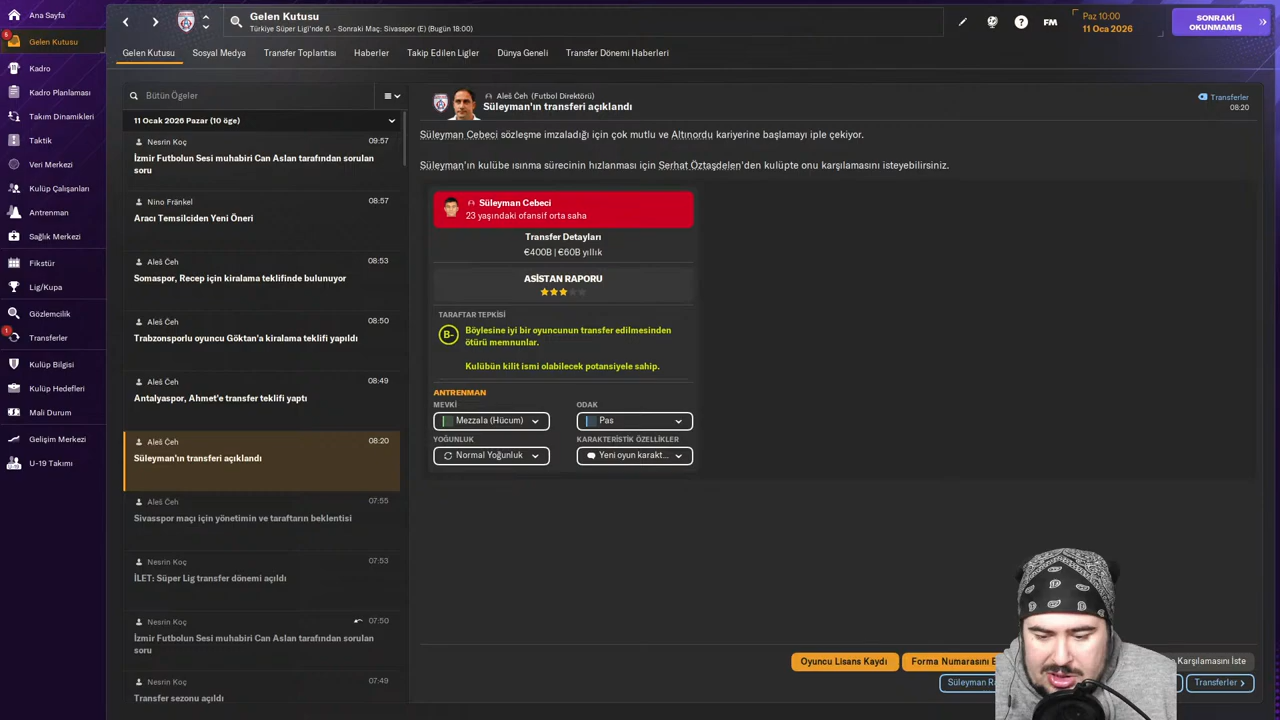 Ana Sayfa
6
Gelen Kutusu
Kadro
Kadro Planlaması
Takım Dinamikleri
Taktik
Veri Merkezi
Kulüp Çalışanları
Antrenman
Sağlık Merkezi
Fikstür
Lig/Kupa
Gözlemcilik
1
Transferler
Kulüp Bilgisi
Kulüp Hedefleri
Mali Durum
Gelişim Merkezi
U-19
U-19 Takımı
Gelen Kutusu
Türkiye Süper Ligi'nde 6. - Sonraki Maç: Sivasspor (E) (Bugün 18:00)
FM
Paz 10:00
11 Oca 2026
SONRAKİ
OKUNMAMIŞ
Gelen Kutusu
Sosyal Medya
Transfer Toplantısı
Haberler
Takip Edilen Ligler
Dünya Geneli
Transfer Dönemi Haberleri
Bütün Ögeler
11 Ocak 2026 Pazar (10 öge)
Nesrin Koç 09:57
İzmir Futbolun Sesi muhabiri Can Aslan tarafından sorulan
soru
Nino Fränkel 08:57
Aracı Temsilciden Yeni Öneri
Aleš Čeh 08:53
Somaspor, Recep için kiralama teklifinde bulunuyor
Aleš Čeh 08:50
Trabzonsporlu oyuncu Göktan'a kiralama teklifi yapıldı
Aleš Čeh 08:49
Antalyaspor, Ahmet'e transfer teklifi yaptı
Aleš Čeh 08:20
Süleyman'ın transferi açıklandı
Aleš Čeh 07:55
Sivasspor maçı için yönetimin ve taraftarın beklentisi
Nesrin Koç 07:53
İLET: Süper Lig transfer dönemi açıldı
Nesrin Koç 07:50
İzmir Futbolun Sesi muhabiri Can Aslan tarafından sorulan
soru
Nesrin Koç 07:49
Transfer sezonu açıldı
Aleš Čeh (Futbol Direktörü)
Süleyman'ın transferi açıklandı
Transferler
08:20
Süleyman Cebeci sözleşme imzaladığı için çok mutlu ve Altınordu kariyerine başlamayı iple çekiyor.
Süleyman'ın kulübe ısınma sürecinin hızlanması için Serhat Öztaşdelen'den kulüpte onu karşılamasını isteyebilirsiniz.
Süleyman Cebeci
23 yaşındaki ofansif orta saha
Transfer Detayları
€400B | €60B yıllık
ASİSTAN RAPORU
TARAFTAR TEPKİSİ
B-
Böylesine iyi bir oyuncunun transfer edilmesinden
ötürü memnunlar.
Kulübün kilit ismi olabilecek potansiyele sahip.
ANTRENMAN
MEVKİ
ODAK
Mezzala (Hücum)
Pas
YOĞUNLUK
KARAKTERİSTİK ÖZELLİKLER
Normal Yoğunluk
Yeni oyun karakt...
Oyuncu Lisans Kaydı
Forma Numarasını
Karşılamasını İste
Süleyman
Transferler